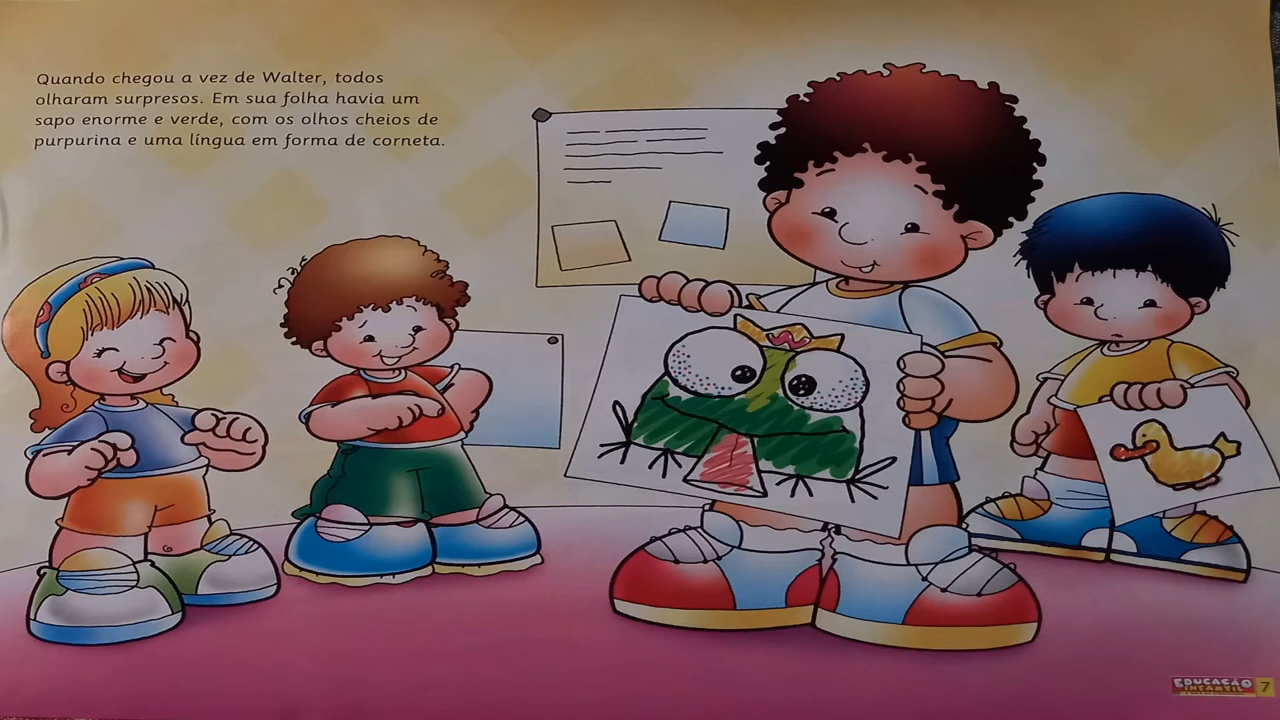 Quando chegou a vez de Walter, todos
olharam surpresos. Em sua folha havia um
sapo enorme e verde, com os olhos cheios de
purpurina e uma língua em forma de corneta.
EDUCAÇÃO
INFANTIL
7